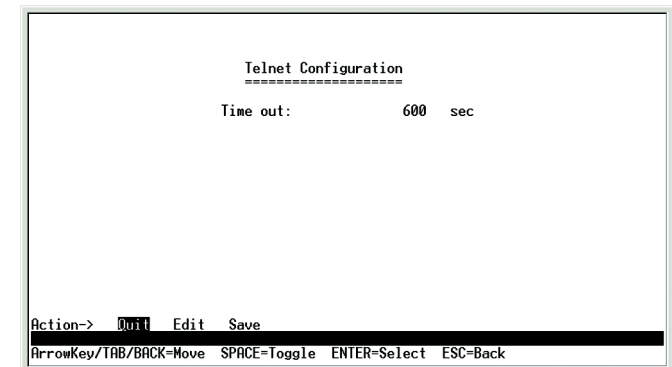 Telnet Configuration
====================
Time out: 600 sec
Action-> Quit Edit Save
ArrowKey/TAB/BACK=Move SPACE=Toggle ENTER=Select ESC=Back